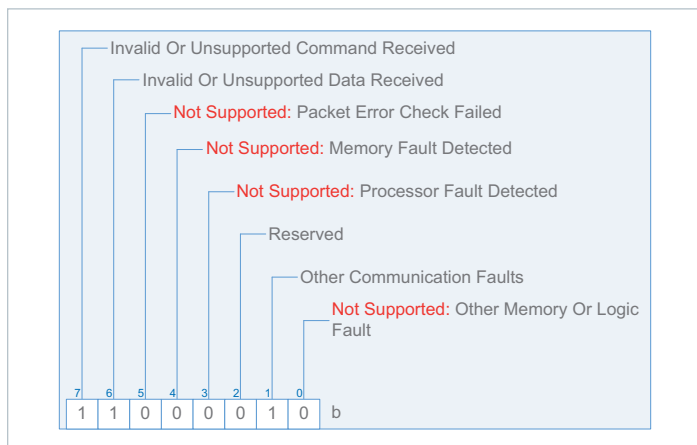 Invalid Or Unsupported Command Received
Invalid Or Unsupported Data Received
Not Supported: Packet Error Check Failed
Not Supported: Memory Fault Detected
Not Supported: Processor Fault Detected
Reserved
Other Communication Faults
Not Supported: Other Memory Or Logic
Fault
7 6 5 4 3 2 1 0
1 1 0 0 0 0 1 0 b